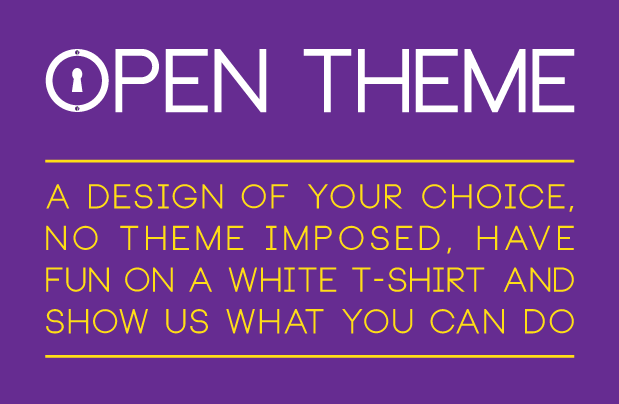 OPEN THEME
A DESIGN OF YOUR CHOICE,
NO THEME IMPOSED, HAVE
FUN ON A WHITE T-SHIRT AND
SHOW US WHAT YOU CAN DO